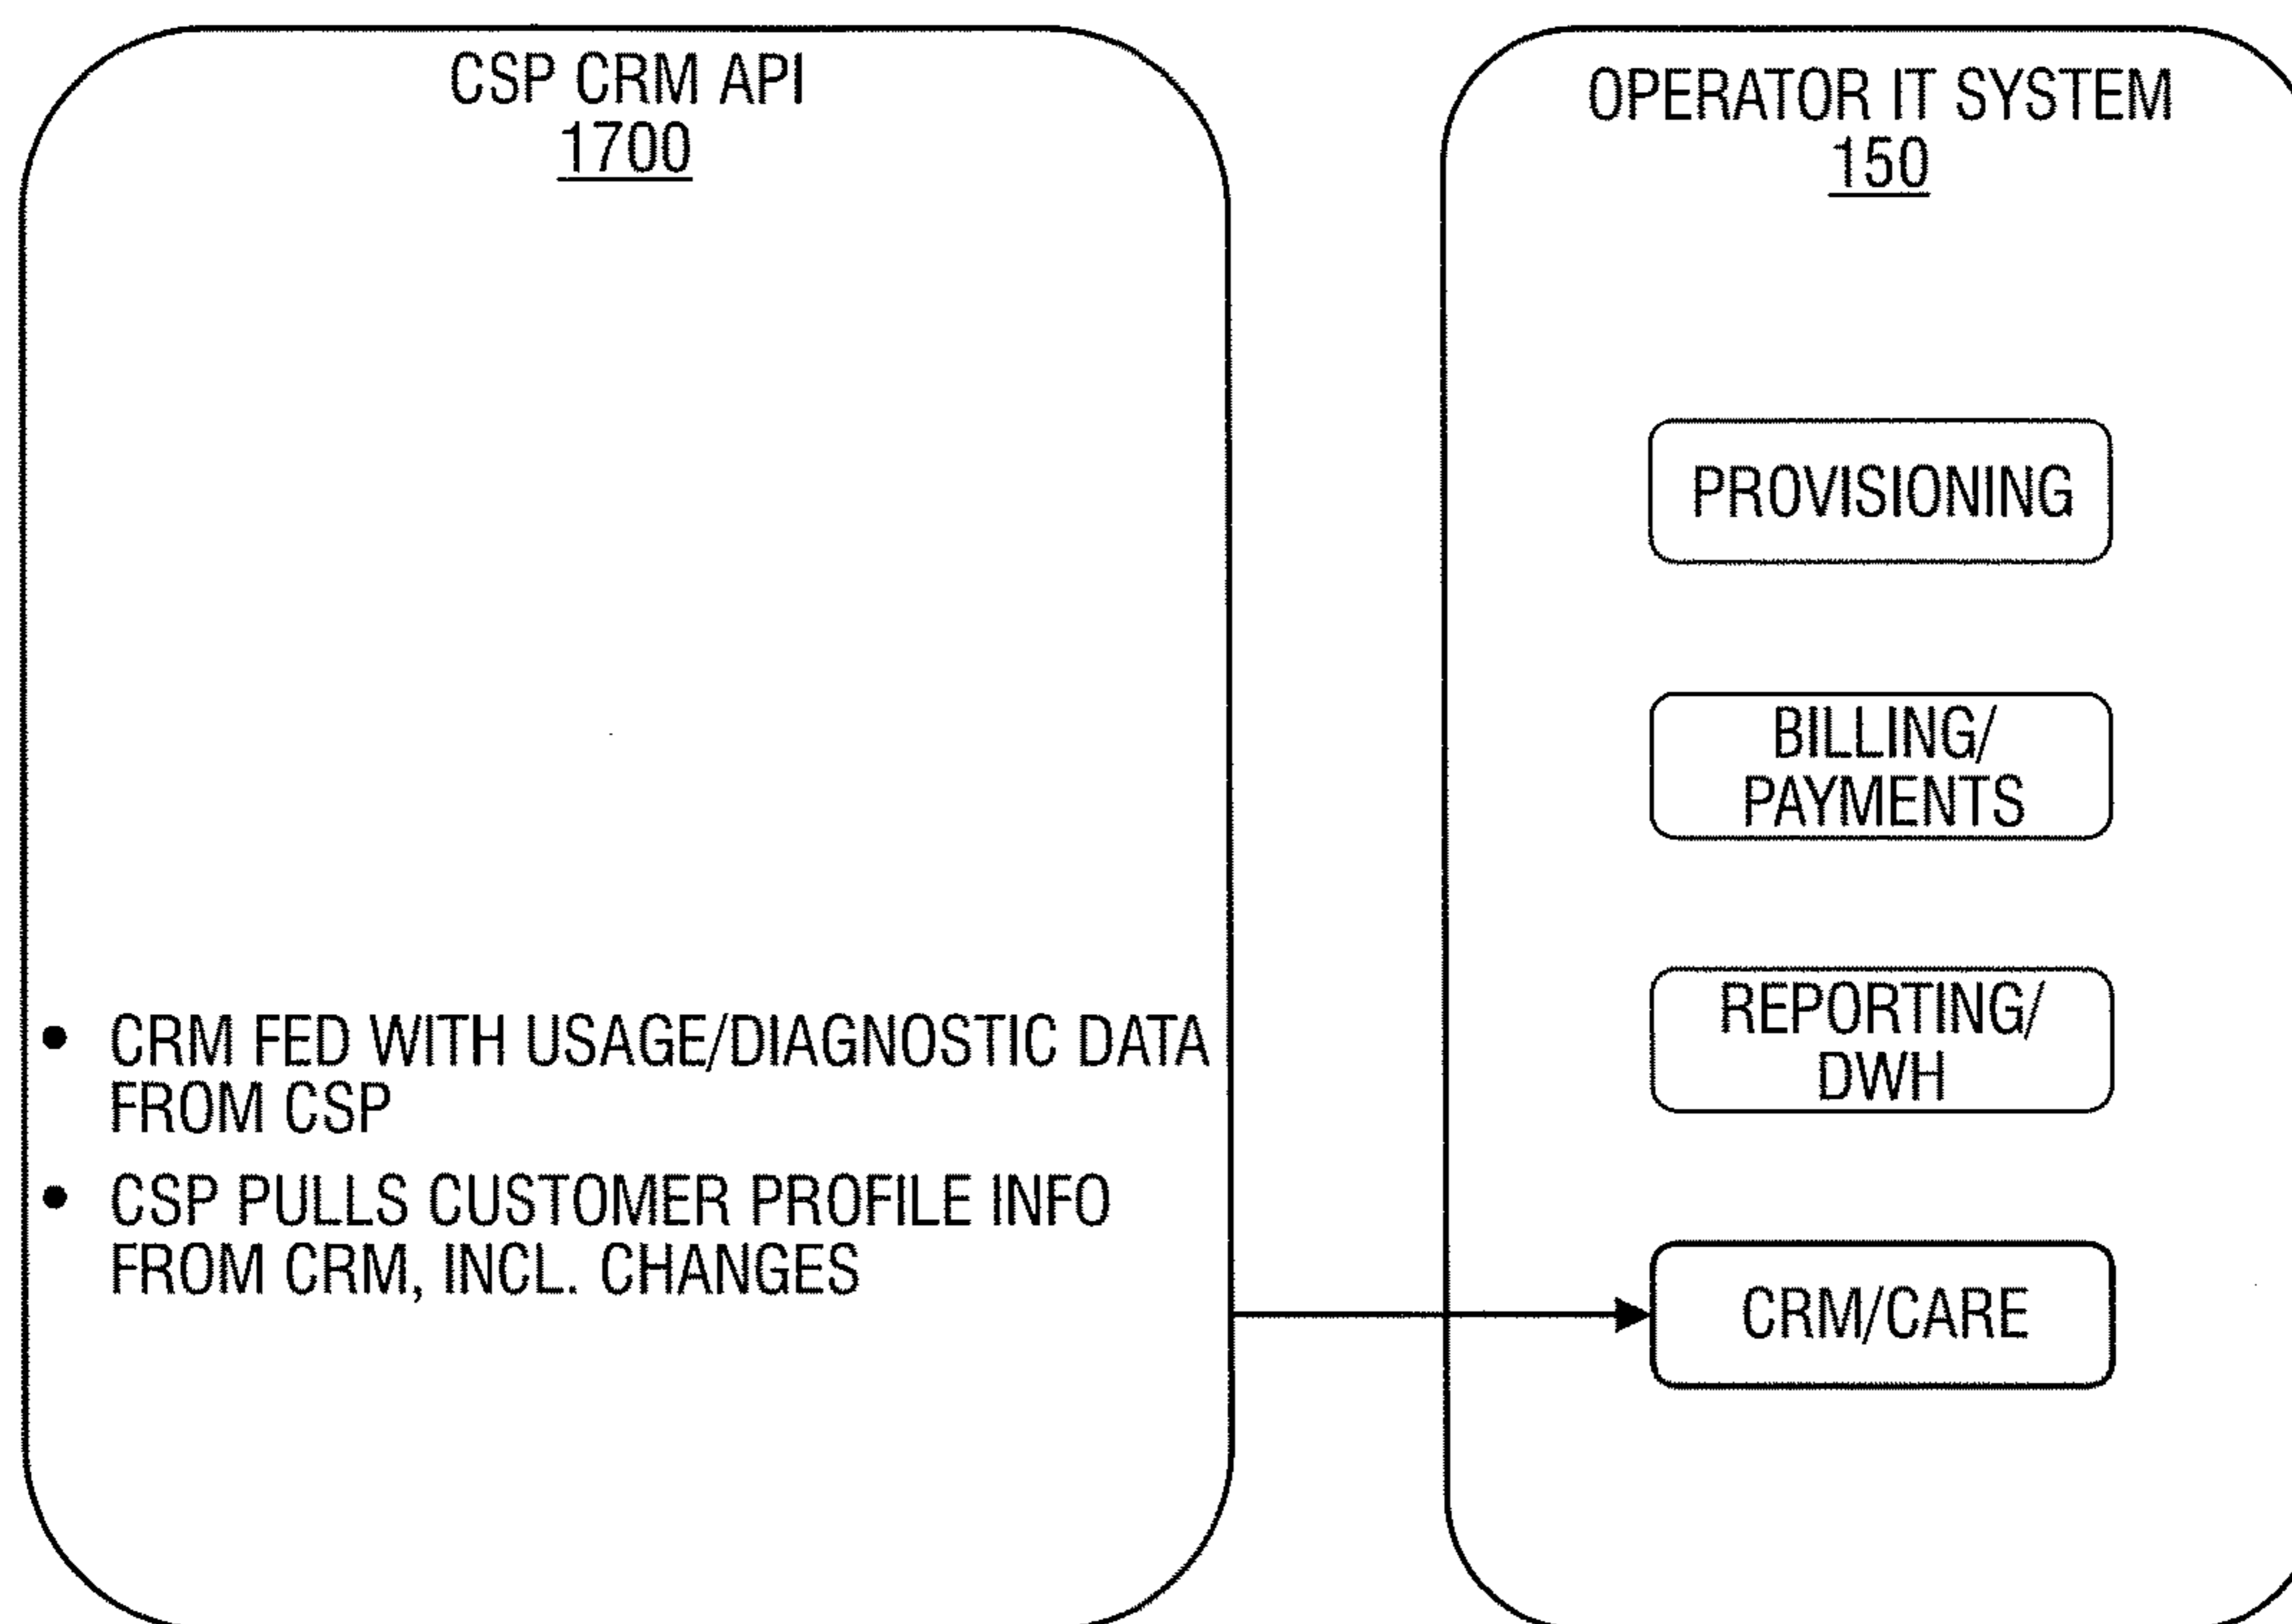 CSP CRM API
1700
• CRM FED WITH USAGE/DIAGNOSTIC DATA
FROM CSP
• CSP PULLS CUSTOMER PROFILE INFO
FROM CRM, INCL. CHANGES
OPERATOR IT SYSTEM
150
PROVISIONING
BILLING/
PAYMENTS
REPORTING/
DWH
CRM/CARE